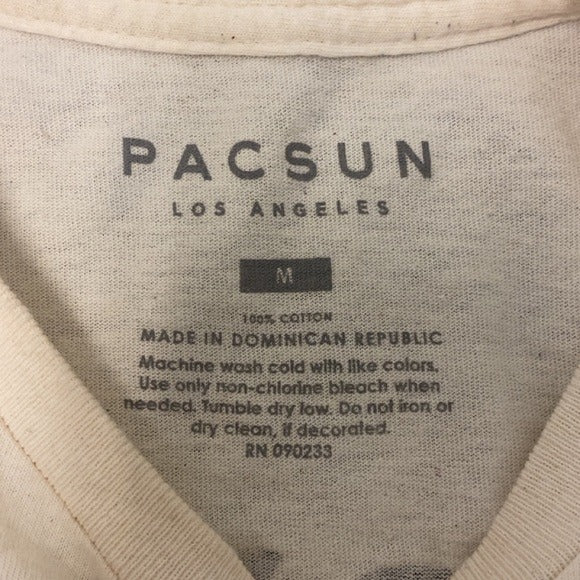 PACSUN
LOS ANGELES
M
100% COTTON
MADE IN DOMINICAN REPUBLIC
Machine wash cold with like colors.
Use only non-chlorine bleach when
needed. Tumble dry low. Do not iron or
dry clean, if decorated.
RN 090233